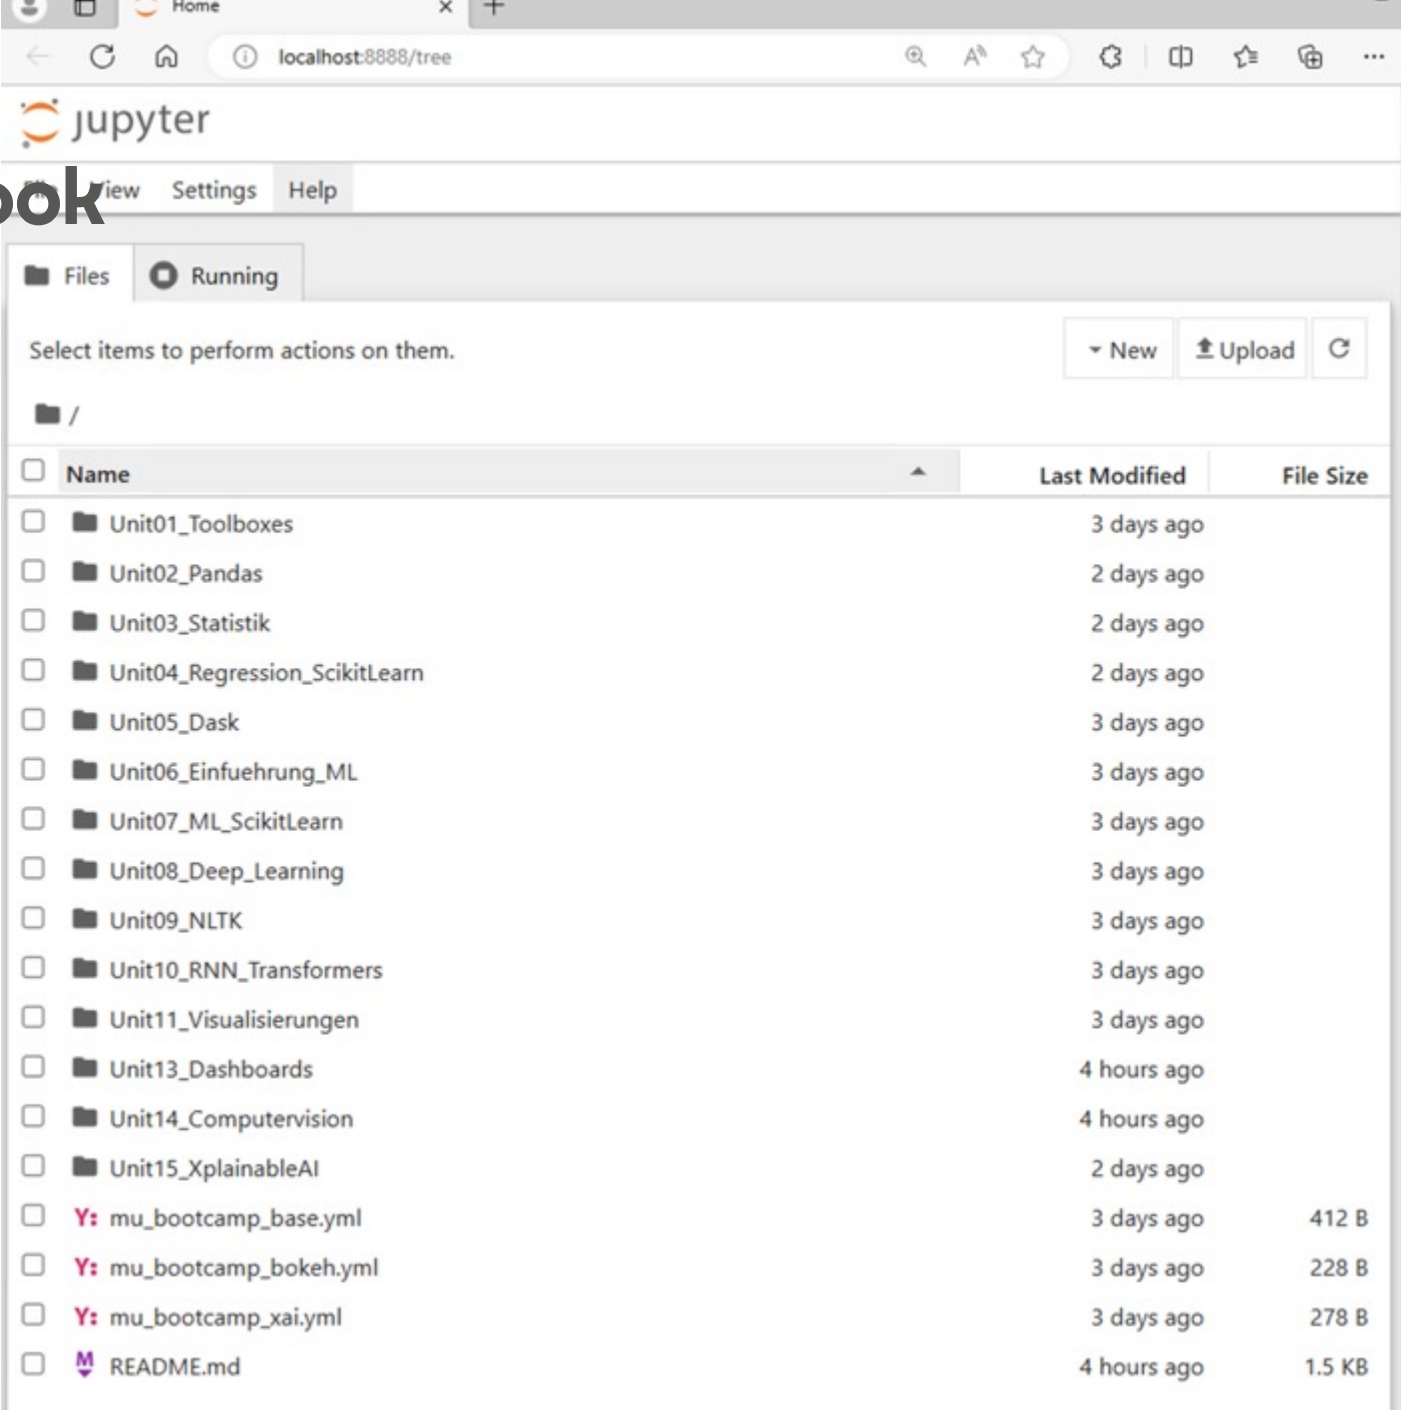 Home
localhost:8888/tree
jupyter
ook
View Settings Help
Files Running
Select items to perform actions on them.
New Upload
/
Name Last Modified File Size
Unit01_Toolboxes 3 days ago
Unit02_Pandas 2 days ago
Unit03_Statistik 2 days ago
Unit04_Regression_ScikitLearn 2 days ago
Unit05_Dask 3 days ago
Unit06_Einfuehrung_ML 3 days ago
Unit07_ML_ScikitLearn 3 days ago
Unit08_Deep_Learning 3 days ago
Unit09_NLTK 3 days ago
Unit10_RNN_Transformers 3 days ago
Unit11_Visualisierungen 3 days ago
Unit13_Dashboards 4 hours ago
Unit14_Computervision 4 hours ago
Unit15_XplainableAI 2 days ago
Y: mu_bootcamp_base.yml 3 days ago 412 B
Y: mu_bootcamp_bokeh.yml 3 days ago 228 B
Y: mu_bootcamp_xai.yml 3 days ago 278 B
M README.md 4 hours ago 1.5 KB